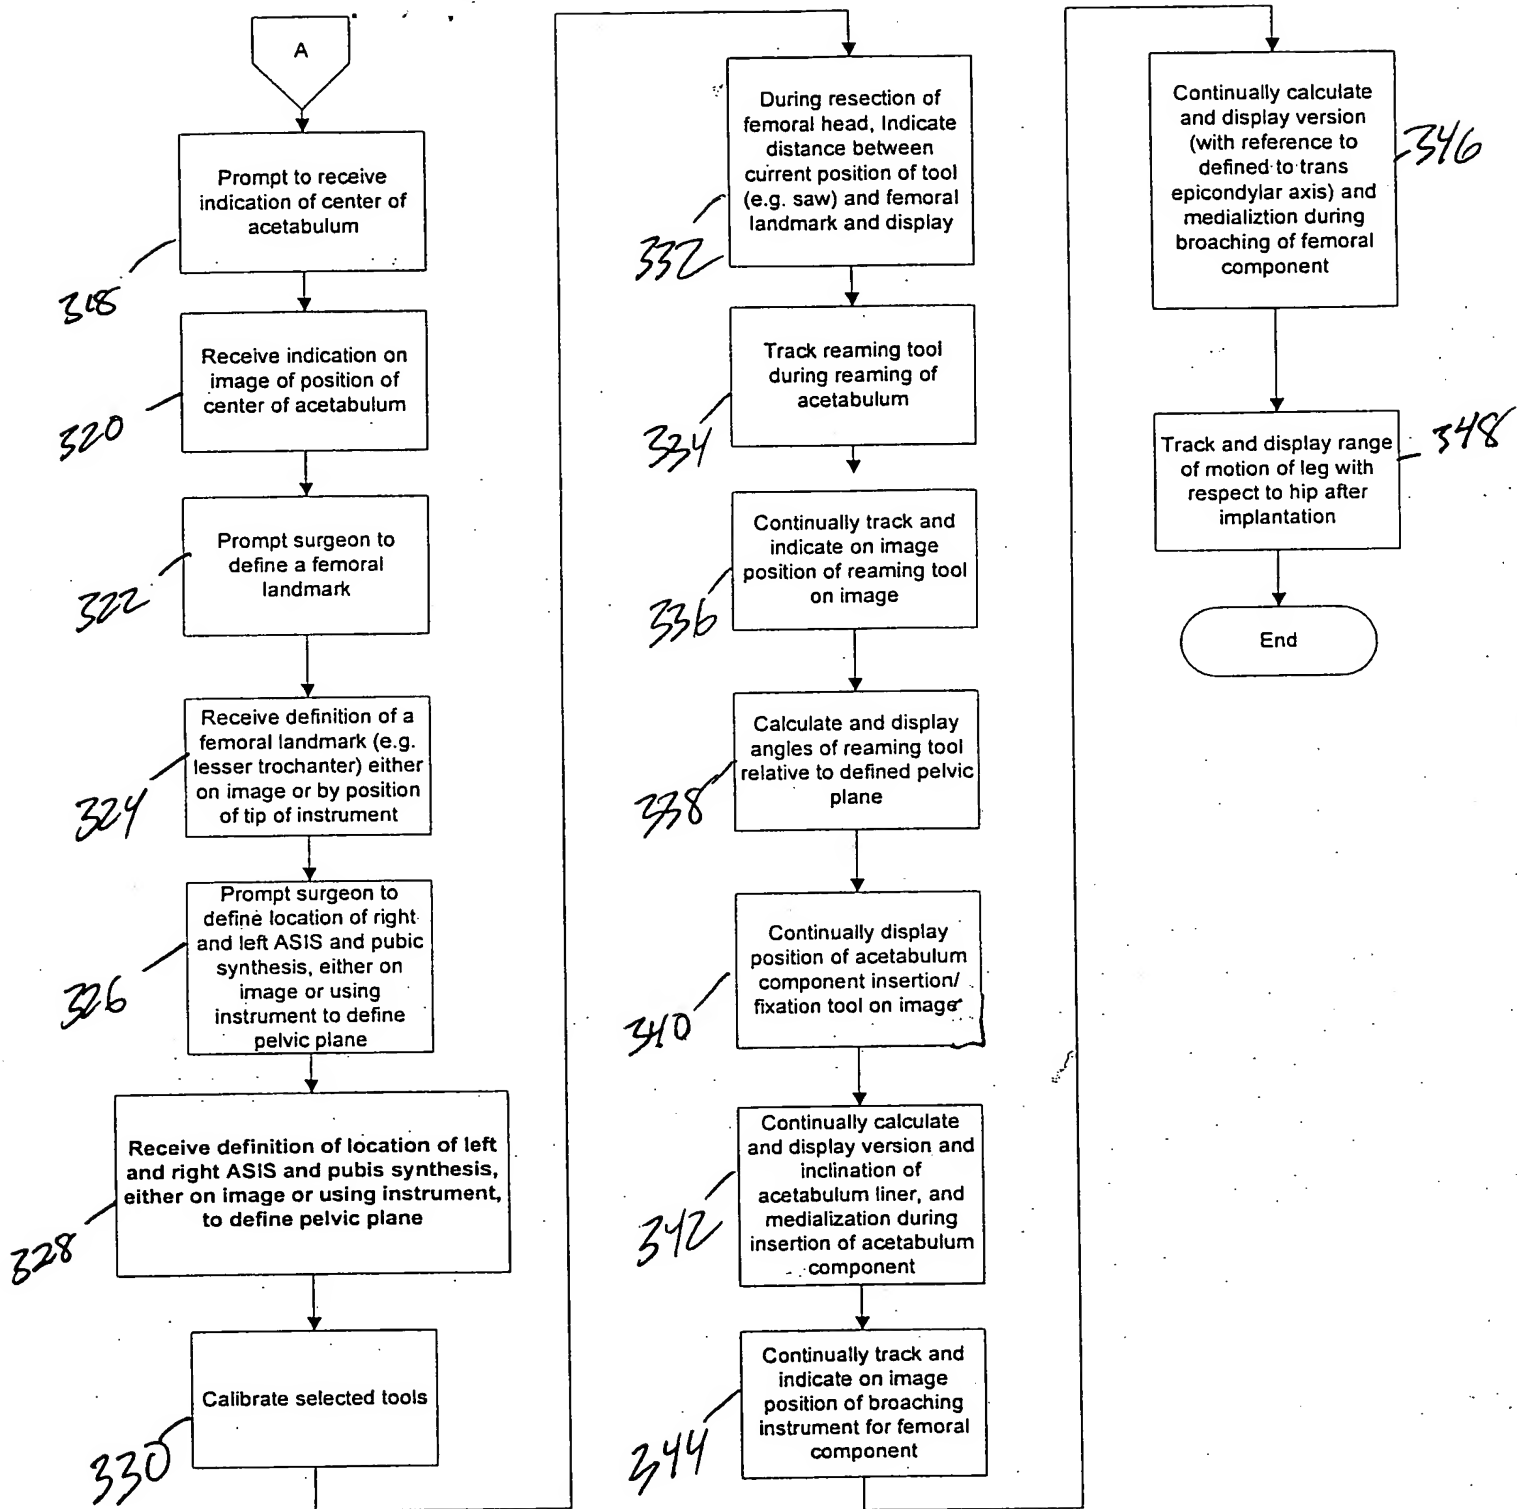 A
Prompt to receive
indication of center of
acetabulum
318
Receive indication on
image of position of
center of acetabulum
320
Prompt surgeon to
define a femoral
landmark
322
Receive definition of a
femoral landmark (e.g.
lesser trochanter) either
on image or by position
of tip of instrument
324
Prompt surgeon to
define location of right
and left ASIS and pubic
synthesis, either on
image or using
instrument to define
pelvic plane
326
Receive definition of location of left
and right ASIS and pubis synthesis,
either on image or using instrument,
to define pelvic plane
328
Calibrate selected tools
330
During resection of
femoral head, Indicate
distance between
current position of tool
(e.g. saw) and femoral
landmark and display
332
Track reaming tool
during reaming of
acetabulum
334
Continually track and
indicate on image
position of reaming tool
on image
336
Calculate and display
angles of reaming tool
relative to defined pelvic
plane
338
Continually display
position of acetabulum
component insertion/
fixation tool on image
340
Continually calculate
and display version and
inclination of
acetabulum liner, and
medialization during
insertion of acetabulum
component
342
Continually track and
indicate on image
position of broaching
instrument for femoral
component
344
Continually calculate
and display version
(with reference to
defined to trans
epicondylar axis) and
medializtion during
broaching of femoral
component
346
Track and display range
of motion of leg with
respect to hip after
implantation
348
End